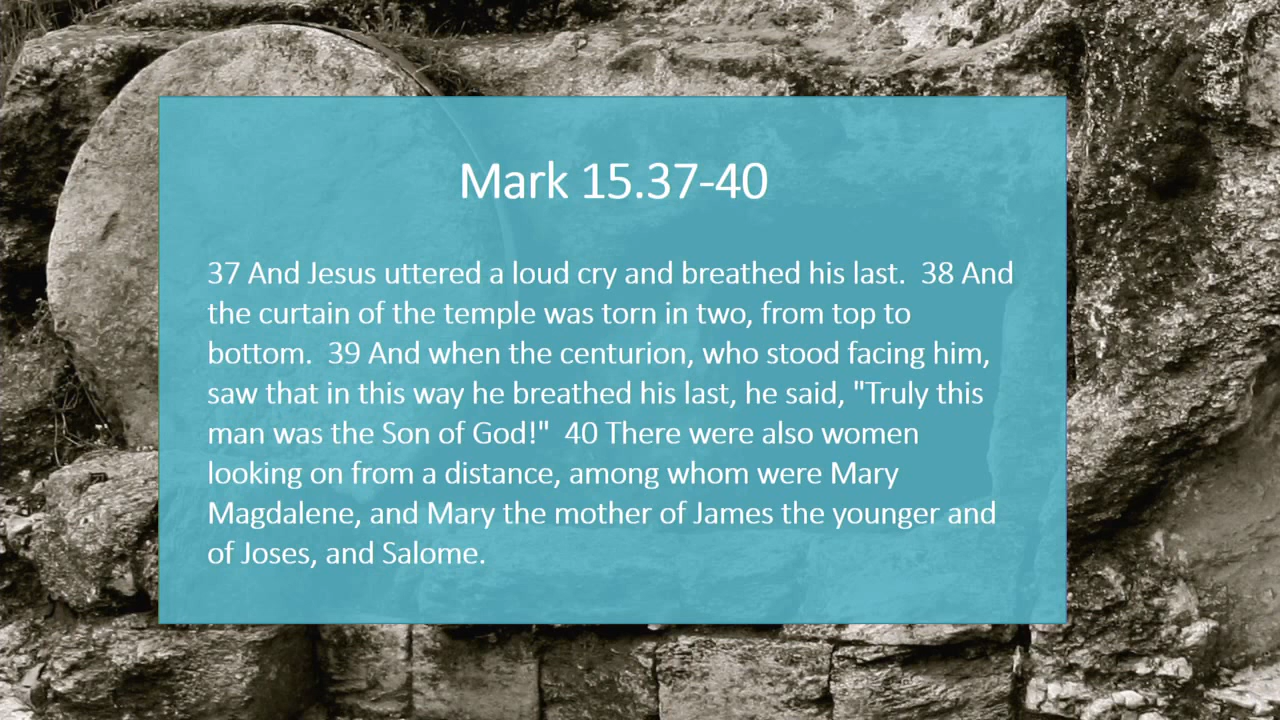 Mark 15.37-40
37 And Jesus uttered a loud cry and breathed his last.  38 And
the curtain of the temple was torn in two, from top to
bottom.  39 And when the centurion, who stood facing him,
saw that in this way he breathed his last, he said, "Truly this
man was the Son of God!"  40 There were also women
looking on from a distance, among whom were Mary
Magdalene, and Mary the mother of James the younger and
of Joses, and Salome.